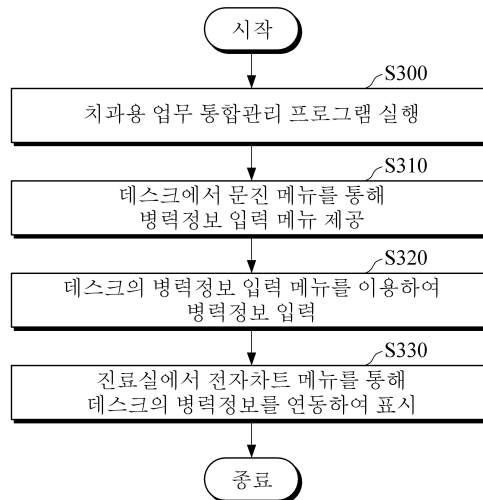 시작
S300
치과용 업무 통합관리 프로그램 실행
S310
데스크에서 문진 메뉴를 통해
병력정보 입력 메뉴 제공
S320
데스크의 병력정보 입력 메뉴를 이용하여
병력정보 입력
S330
진료실에서 전자차트 메뉴를 통해
데스크의 병력정보를 연동하여 표시
종료